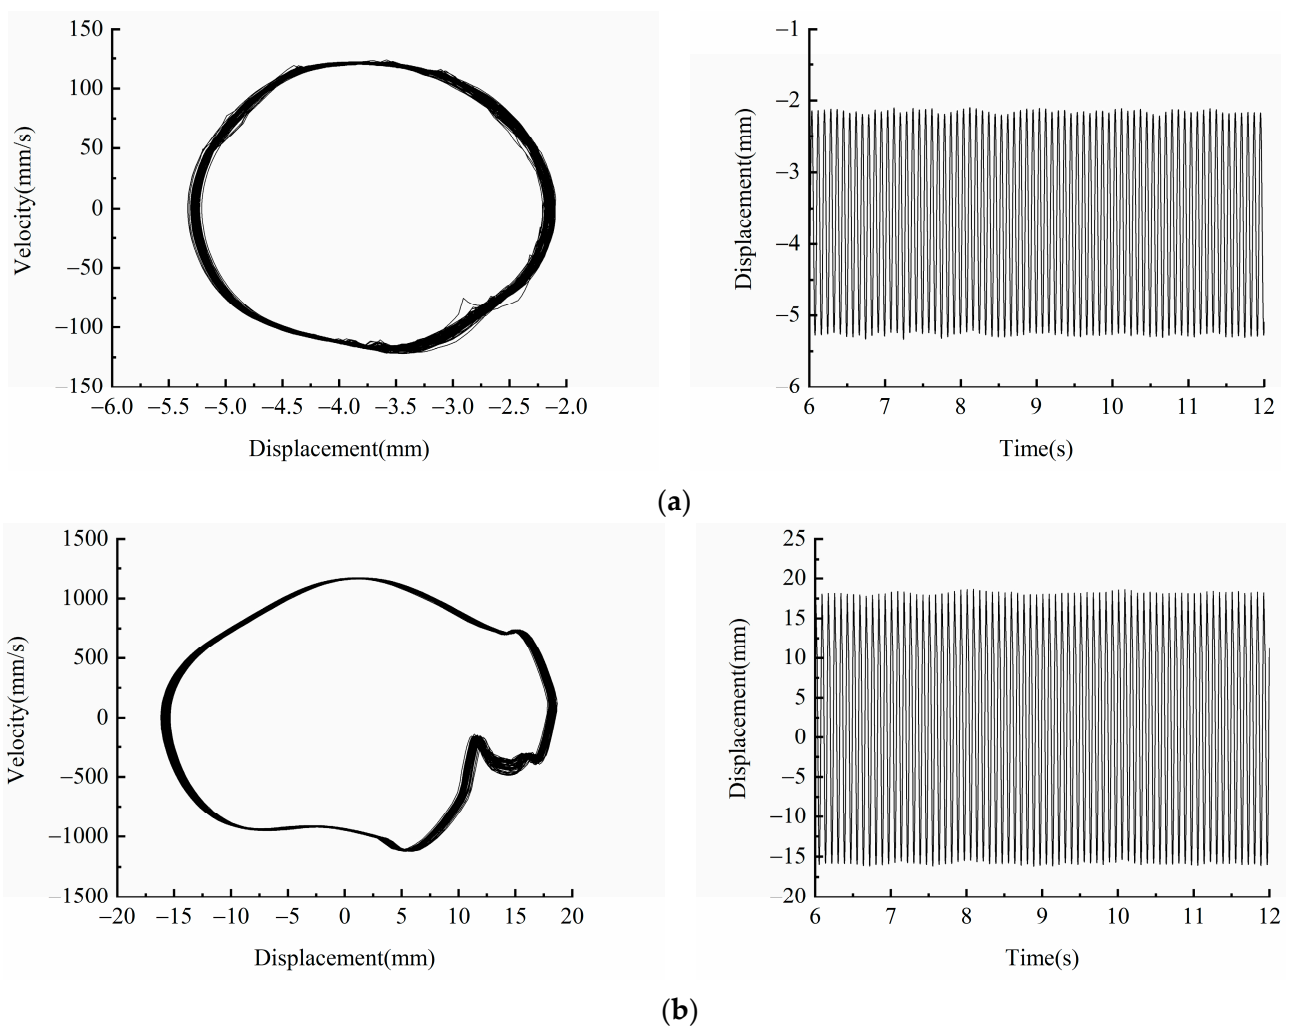 150
100
50
0
−50
−100
−150
Velocity(mm/s)
−6.0 −5.5 −5.0 −4.5 −4.0 −3.5 −3.0 −2.5 −2.0
Displacement(mm)
−1
−2
−3
−4
−5
−6
Displacement(mm)
6 7 8 9 10 11 12
Time(s)
(a)
1500
1000
500
0
−500
−1000
−1500
Velocity(mm/s)
−20 −15 −10 −5 0 5 10 15 20
Displacement(mm)
25
20
15
10
5
0
−5
−10
−15
−20
Displacement(mm)
6 7 8 9 10 11 12
Time(s)
(b)